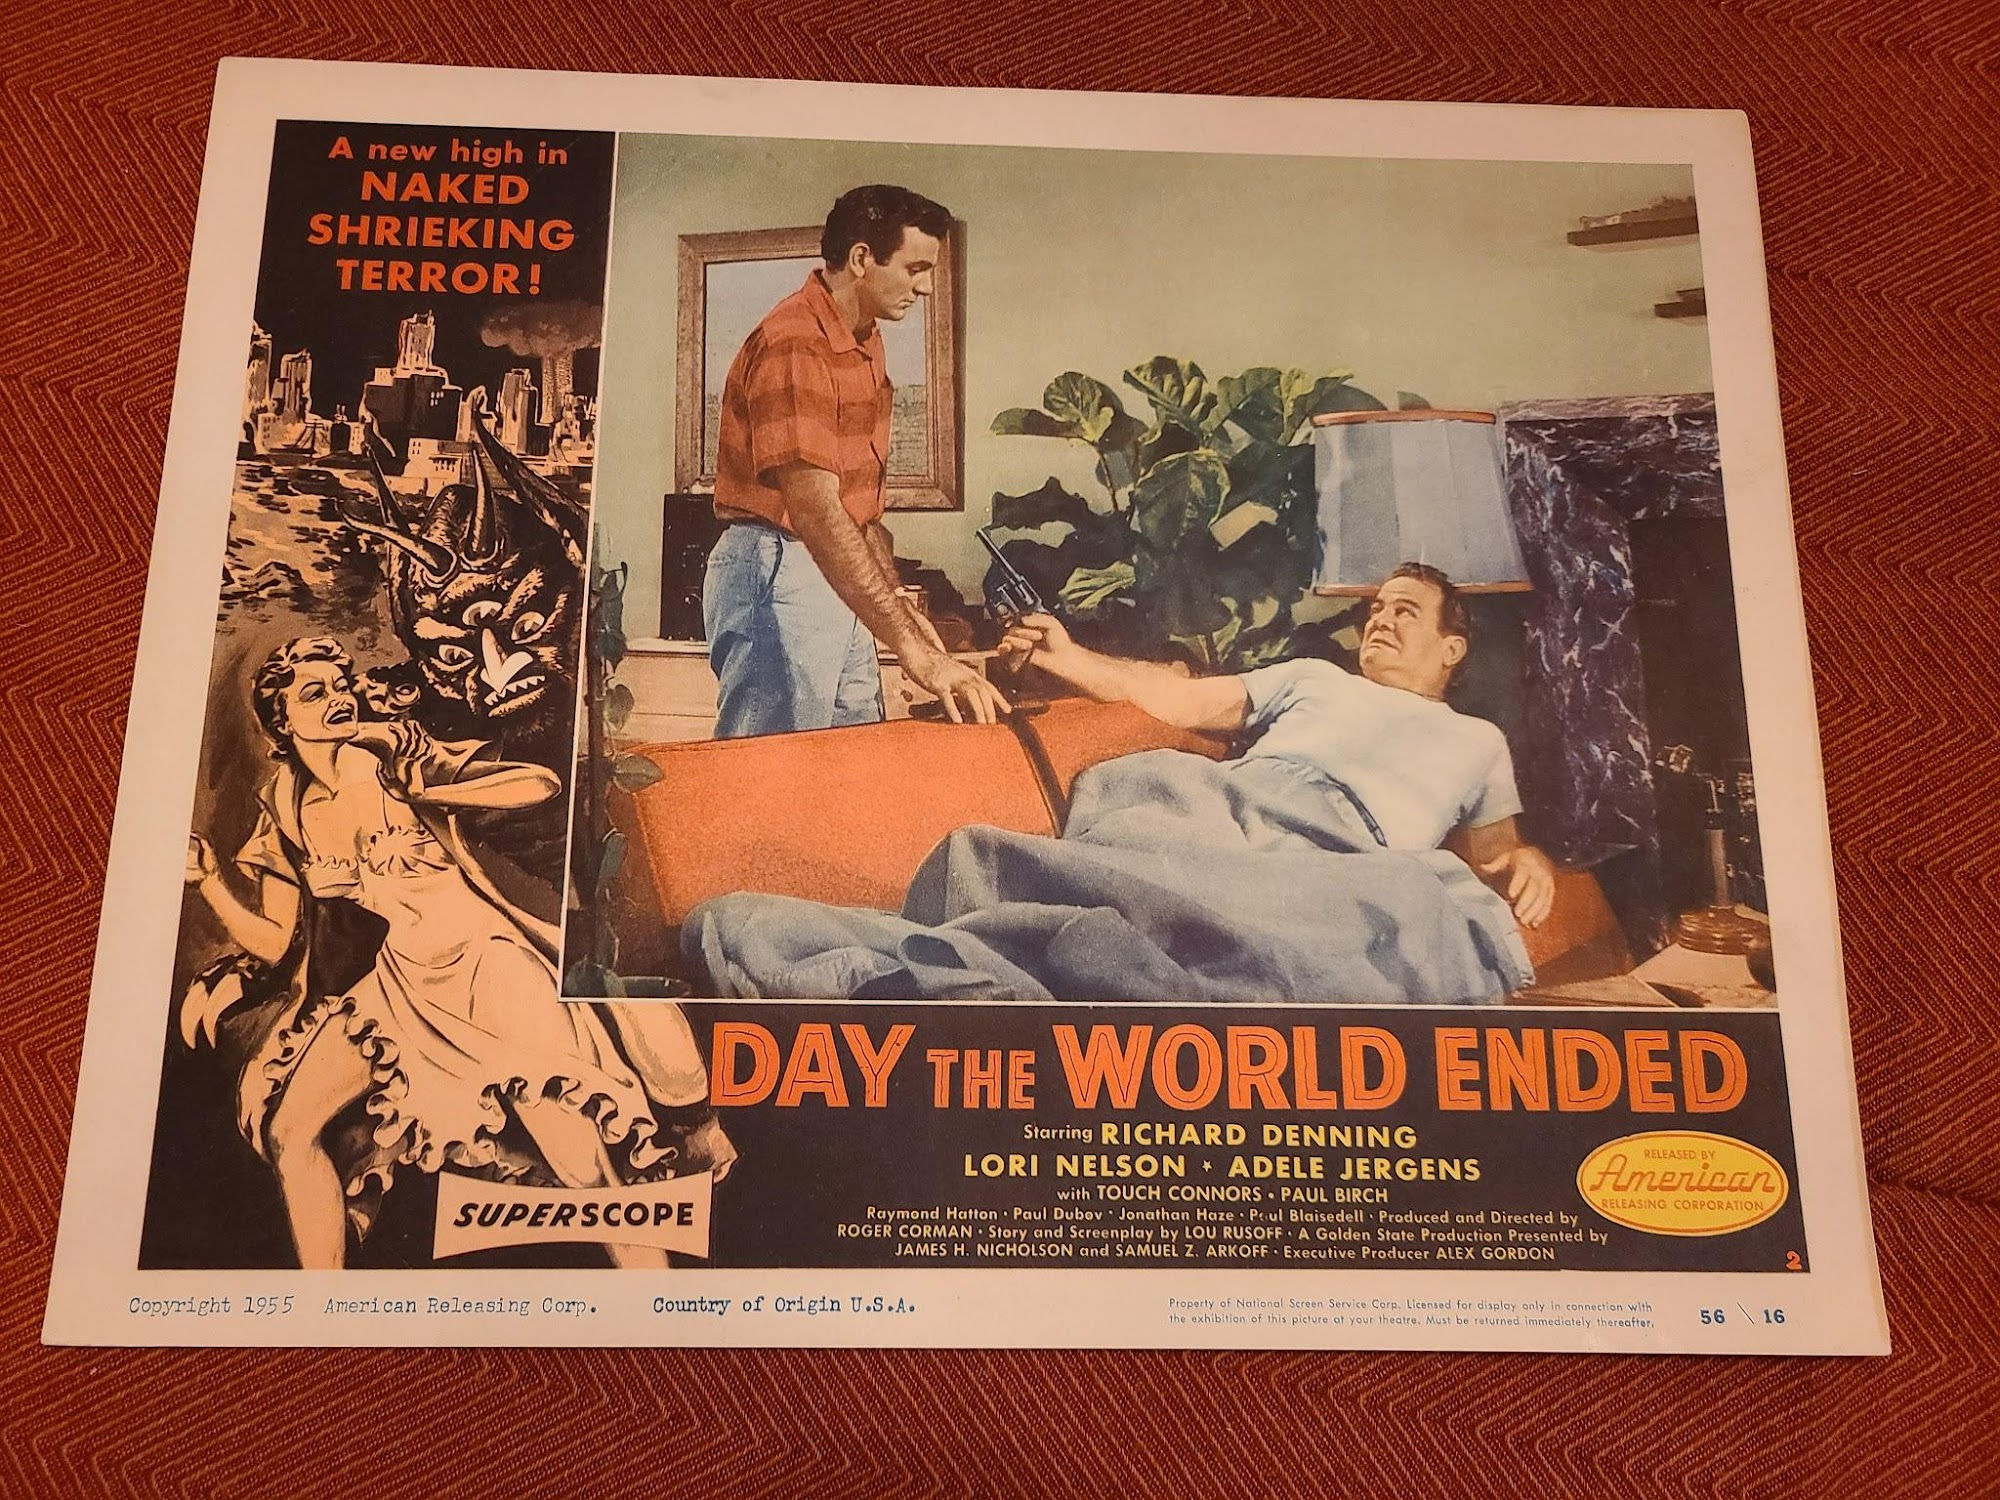 A new high in
NAKED
SHRIEKING
TERROR!
DAY THE WORLD ENDED
Starring RICHARD DENNING
LORI NELSON * ADELE JERGENS
with TOUCH CONNORS • PAUL BIRCH
Raymond Hatton • Paul Dubov • Jonathan Haze • Paul Blaisedell • Produced and Directed by
ROGER CORMAN • Story and Screenplay by LOU RUSOFF • A Golden State Production Presented by
JAMES H. NICHOLSON and SAMUEL Z. ARKOFF • Executive Producer ALEX GORDON
RELEASED BY
American
RELEASING CORPORATION
SUPERSCOPE
2
Copyright 1955 American Releasing Corp. Country of Origin U.S.A.
Property of National Screen Service Corp. Licensed for display only in connection with
the exhibition of this picture at your theatre. Must be returned immediately thereafter.
56 \ 16